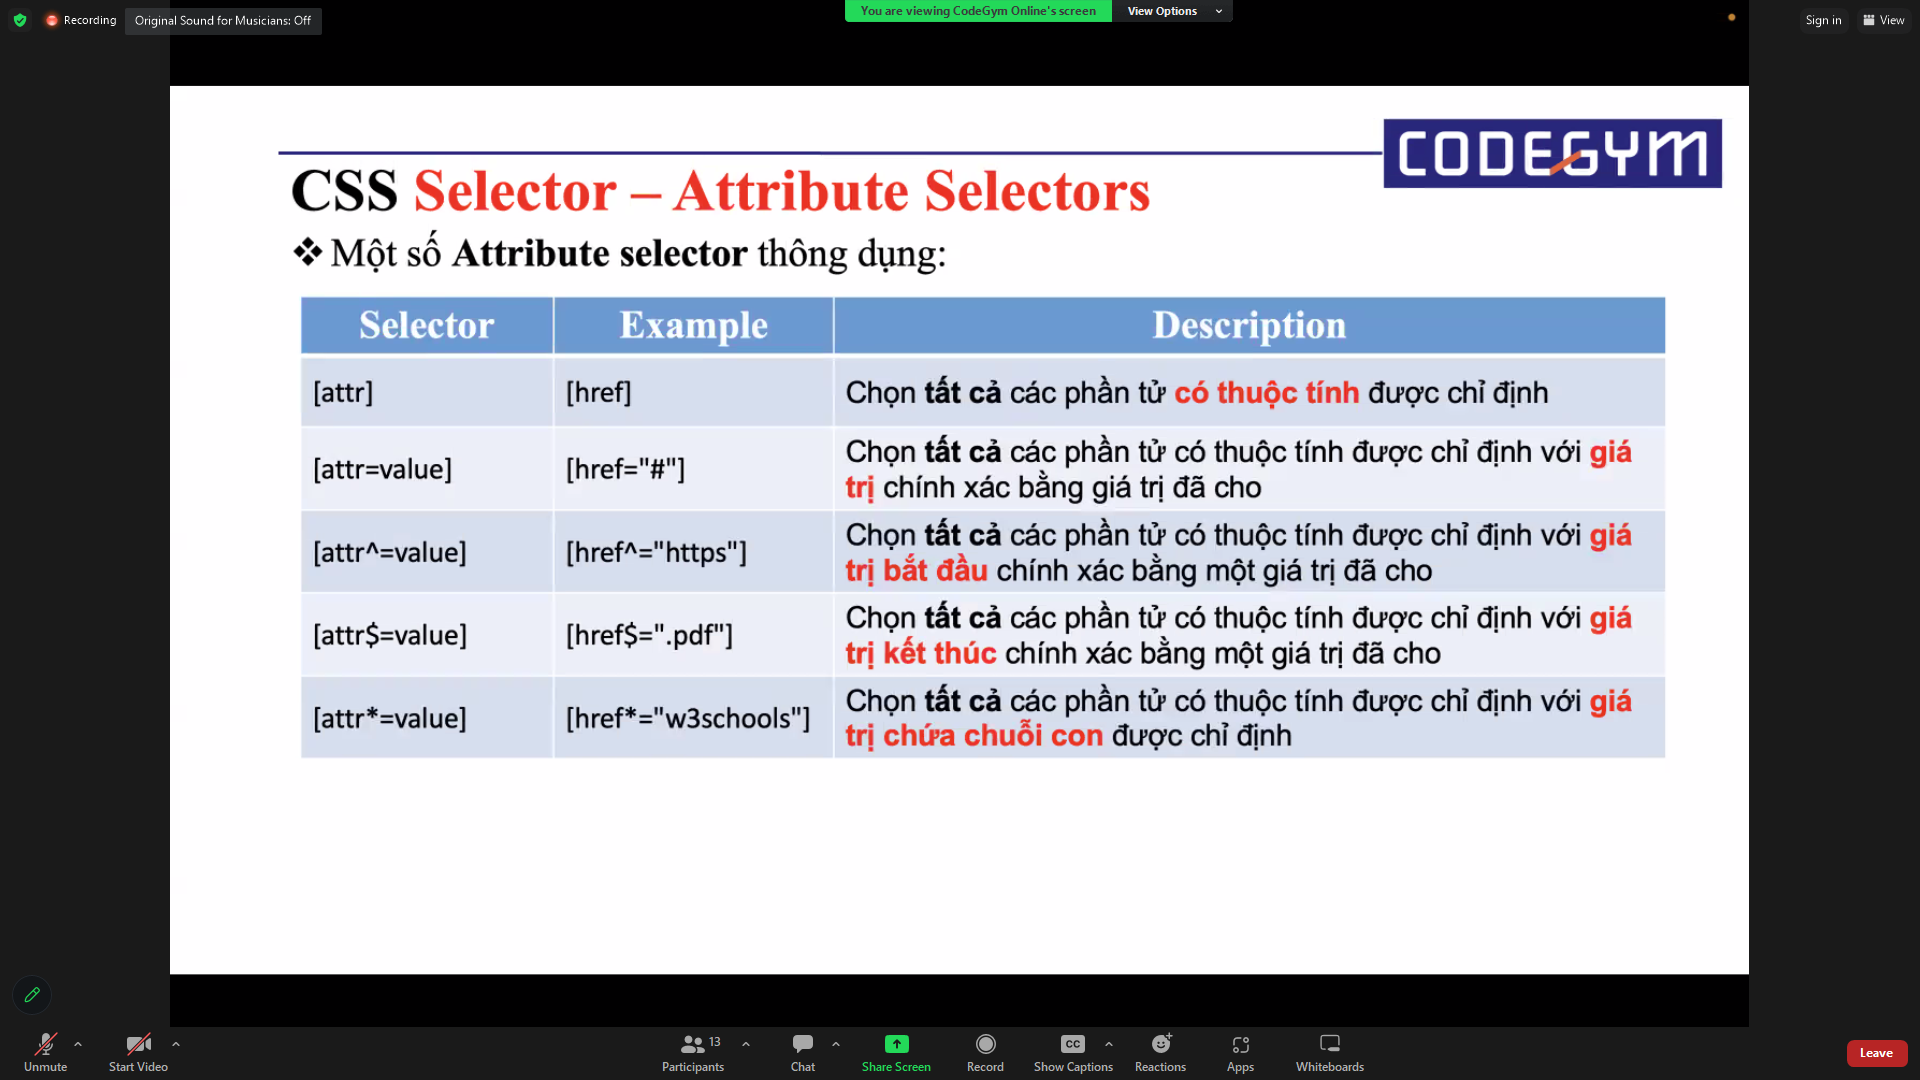 Recording
Original Sound for Musicians: Off
You are viewing CodeGym Online's screen
View Options
Sign in
View
CODEGYM
CSS Selector – Attribute Selectors
❖ Một số Attribute selector thông dụng:
Selector
Example
Description
[attr]
[href]
Chọn tất cả các phần tử có thuộc tính được chỉ định
[attr=value]
[href="#"]
Chọn tất cả các phần tử có thuộc tính được chỉ định với giá
trị chính xác bằng giá trị đã cho
[attr^=value]
[href^="https"]
Chọn tất cả các phần tử có thuộc tính được chỉ định với giá
trị bắt đầu chính xác bằng một giá trị đã cho
[attr$=value]
[href$=".pdf"]
Chọn tất cả các phần tử có thuộc tính được chỉ định với giá
trị kết thúc chính xác bằng một giá trị đã cho
[attr*=value]
[href*="w3schools"]
Chọn tất cả các phần tử có thuộc tính được chỉ định với giá
trị chứa chuỗi con được chỉ định
Unmute
Start Video
13
Participants
Chat
Share Screen
Record
CC
Show Captions
Reactions
Apps
Whiteboards
Leave